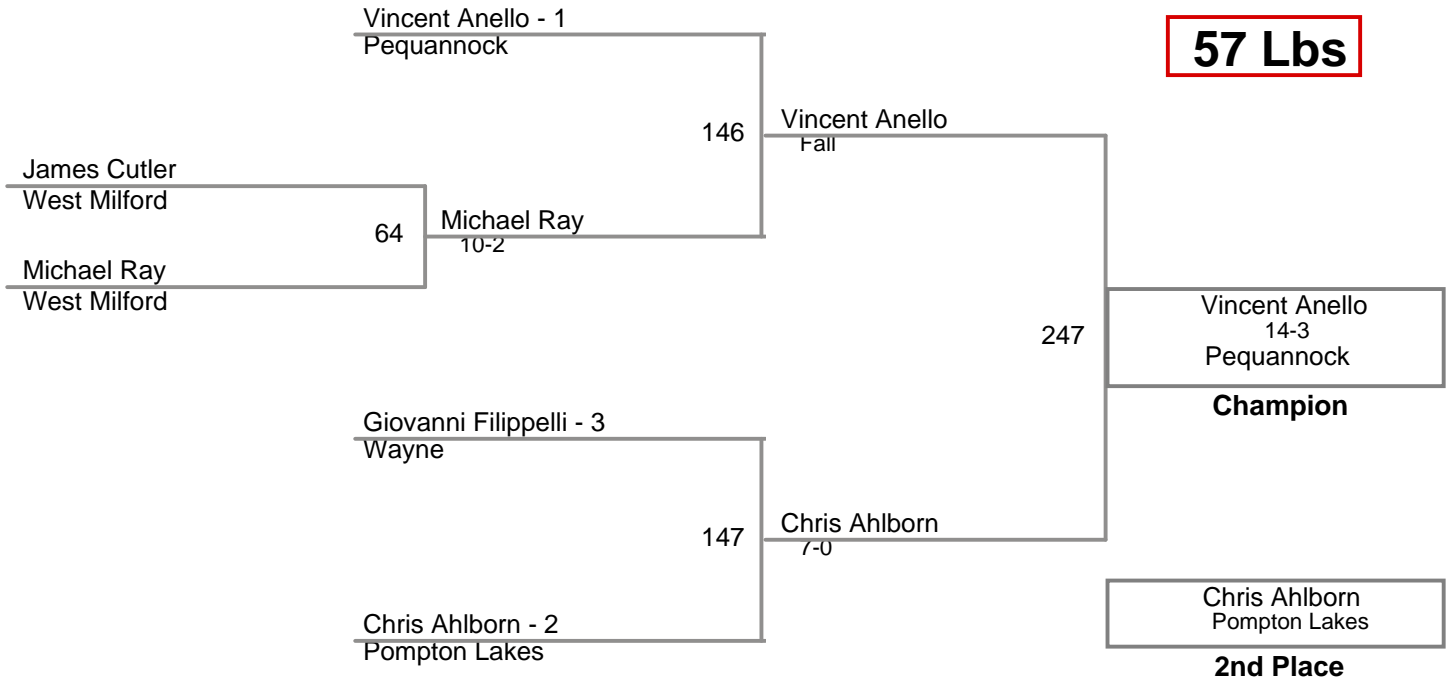 Vincent Anello - 1
Pequannock
57 Lbs
146
Vincent Anello
Fall
James Cutler
West Milford
64
Michael Ray
10-2
Michael Ray
West Milford
247
Vincent Anello
14-3
Pequannock
Champion
Giovanni Filippelli - 3
Wayne
147
Chris Ahlborn
7-0
Chris Ahlborn - 2
Pompton Lakes
Chris Ahlborn
Pompton Lakes
2nd Place